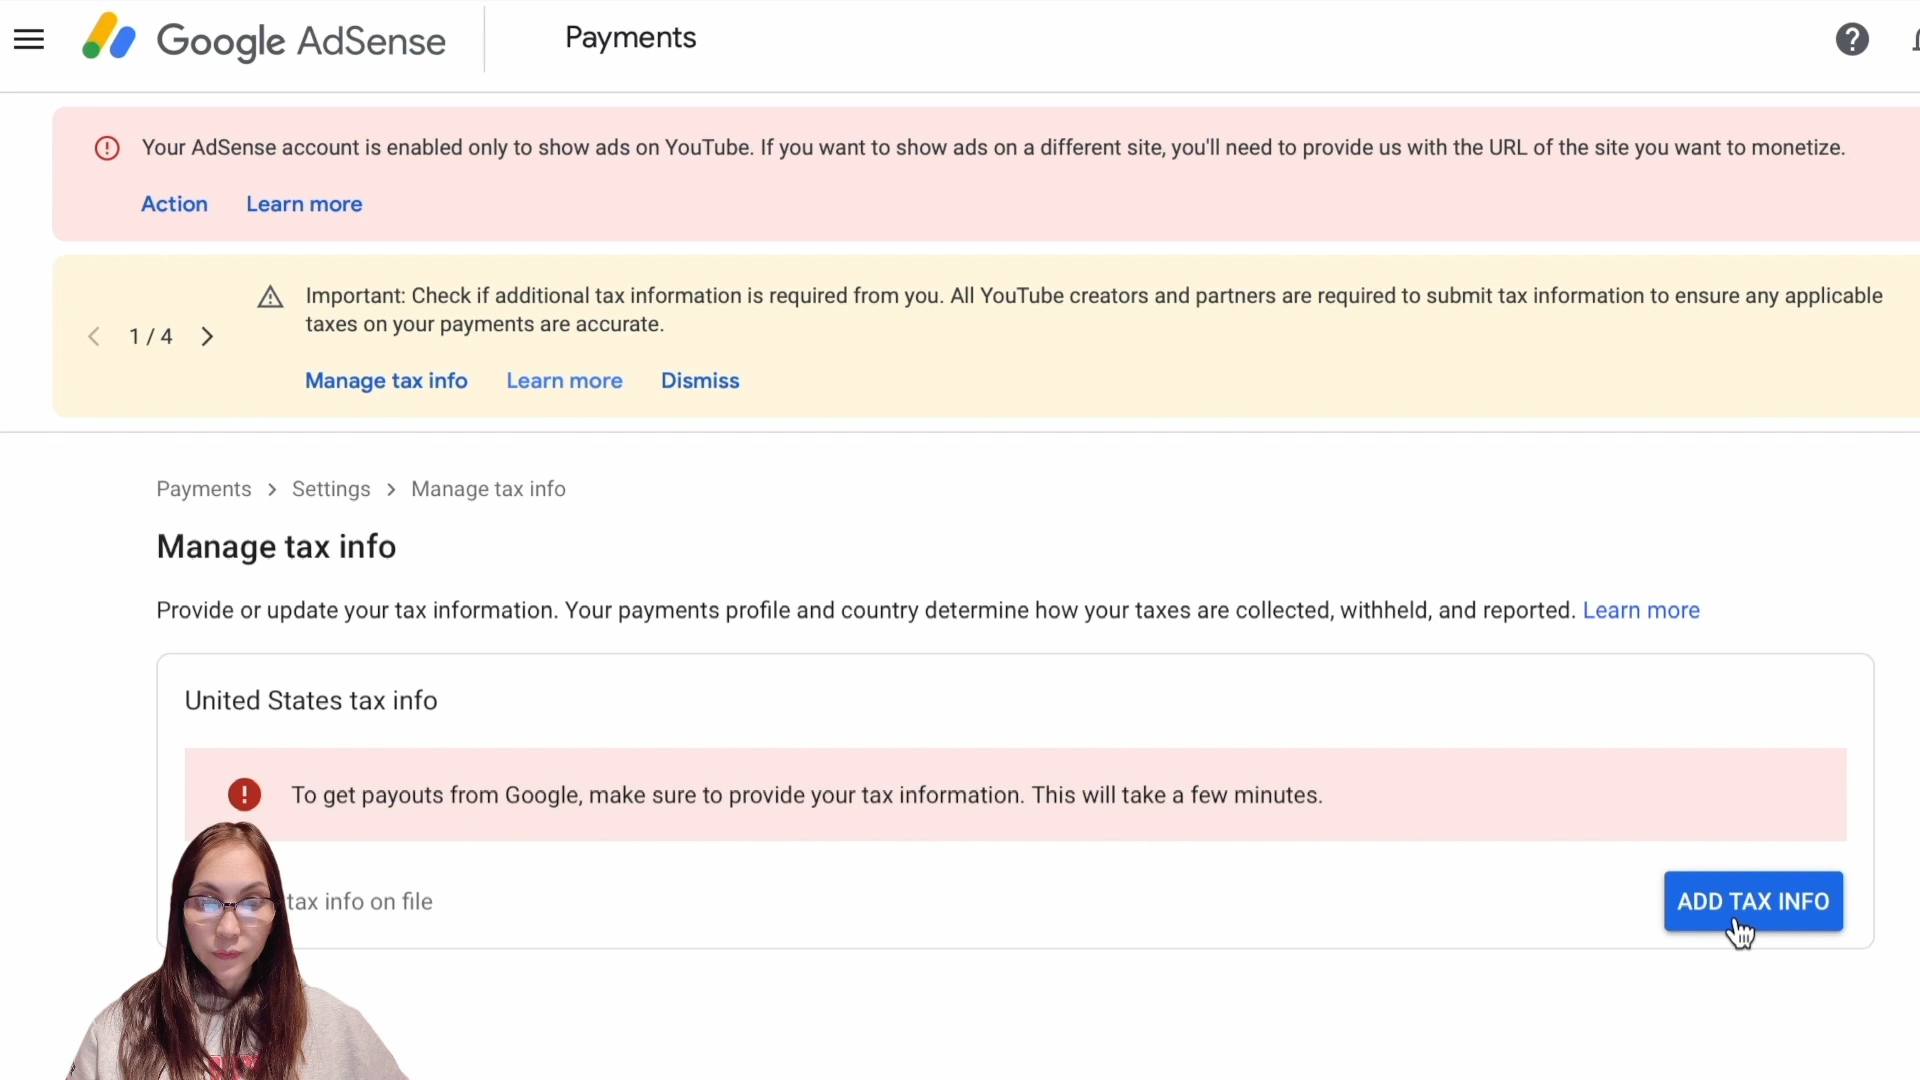 Google AdSense
Payments
Your AdSense account is enabled only to show ads on YouTube. If you want to show ads on a different site, you'll need to provide us with the URL of the site you want to monetize.
Action Learn more
1 / 4
Important: Check if additional tax information is required from you. All YouTube creators and partners are required to submit tax information to ensure any applicable
taxes on your payments are accurate.
Manage tax info Learn more Dismiss
Payments > Settings > Manage tax info
Manage tax info
Provide or update your tax information. Your payments profile and country determine how your taxes are collected, withheld, and reported. Learn more
United States tax info
To get payouts from Google, make sure to provide your tax information. This will take a few minutes.
tax info on file
ADD TAX INFO